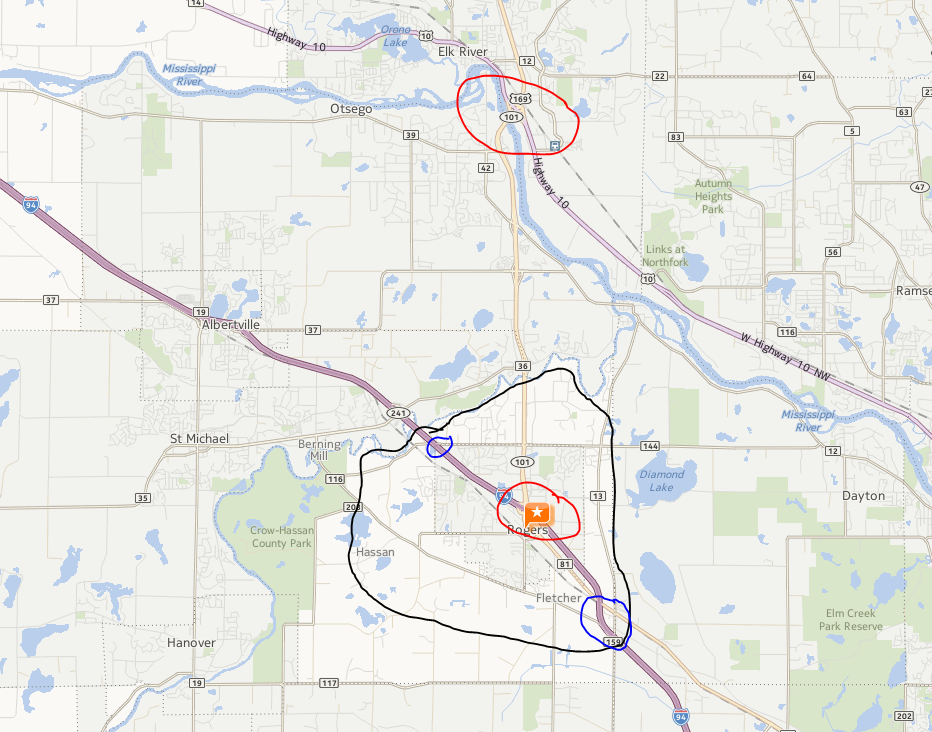 14
Highway 10
Orono
Lake
10
Elk River
12
Mississippi
River
22
64
27
169
101
Otsego
63
39
83
5
42
Highway 10
Autumn
Heights
Park
47
94
Links at
Northfork
56
10
Ramse
37
19
Albertville
37
116
W Highway 10 NW
36
241
Mississippi
River
St Michael
Berning
Mill
144
12
101
Diamond
Lake
116
35
203
94
13
Dayton
Rogers
Crow-Hassan
County Park
Hassan
81
Fletcher
Elm Creek
Park Reserve
Hanover
159
19
117
94
202